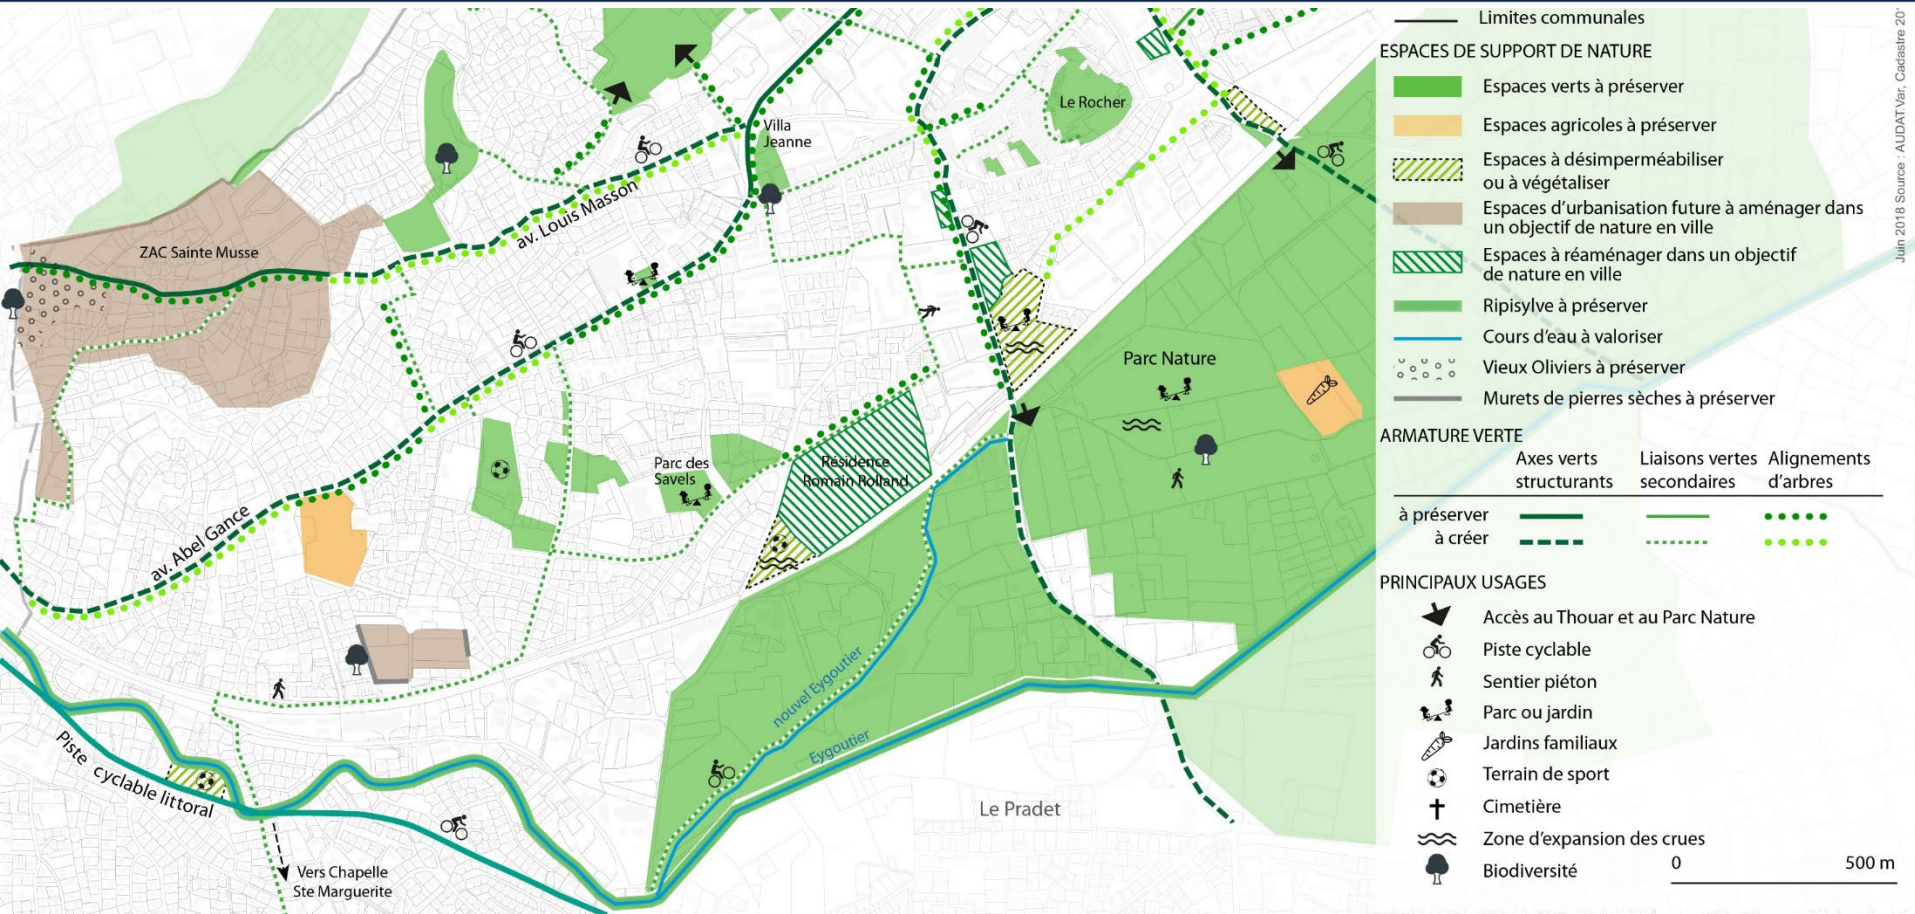 Limites communales
ESPACES DE SUPPORT DE NATURE
Espaces verts à préserver
Espaces agricoles à préserver
Espaces à désimperméabiliser
ou à végétaliser
Espaces d'urbanisation future à aménager dans
un objectif de nature en ville
Espaces à réaménager dans un objectif
de nature en ville
Ripisylve à préserver
Cours d'eau à valoriser
Vieux Oliviers à préserver
Murets de pierres sèches à préserver
ARMATURE VERTE
Axes verts
structurants
Liaisons vertes
secondaires
Alignements
d'arbres
à préserver
à créer
PRINCIPAUX USAGES
Accès au Thouar et au Parc Nature
Piste cyclable
Sentier piéton
Parc ou jardin
Jardins familiaux
Terrain de sport
Cimetière
Zone d'expansion des crues
Biodiversité
0 500 m
Juin 2018 Source : AUDAT.Var, Cadastre
Le Rocher
Villa
Jeanne
av. Louis Masson
ZAC Sainte Musse
Parc Nature
Parc des
Savels
Résidence
Romain Rolland
av. Abel Gance
nouvel Eygoutier
Eygoutier
Piste cyclable littoral
Le Pradet
Vers Chapelle
Ste Marguerite